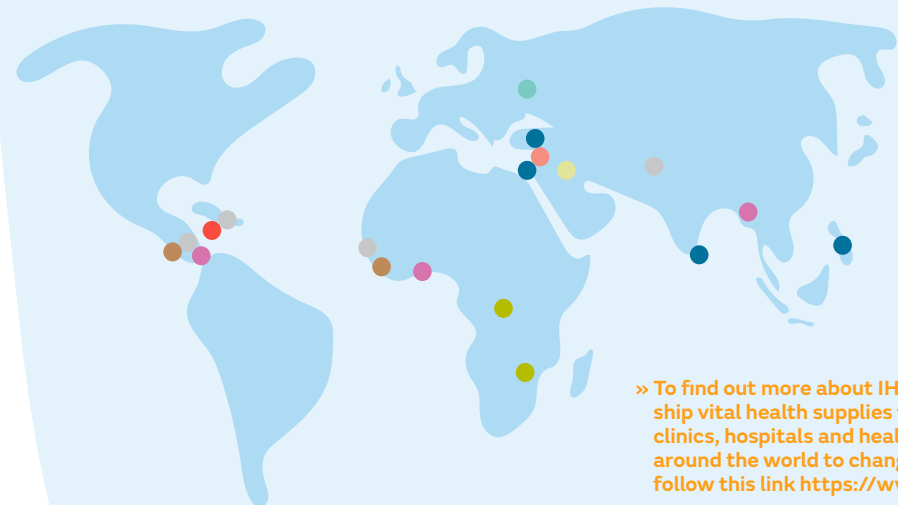 » To find out more about IH
ship vital health supplies
clinics, hospitals and heal
around the world to chang
follow this link https://w